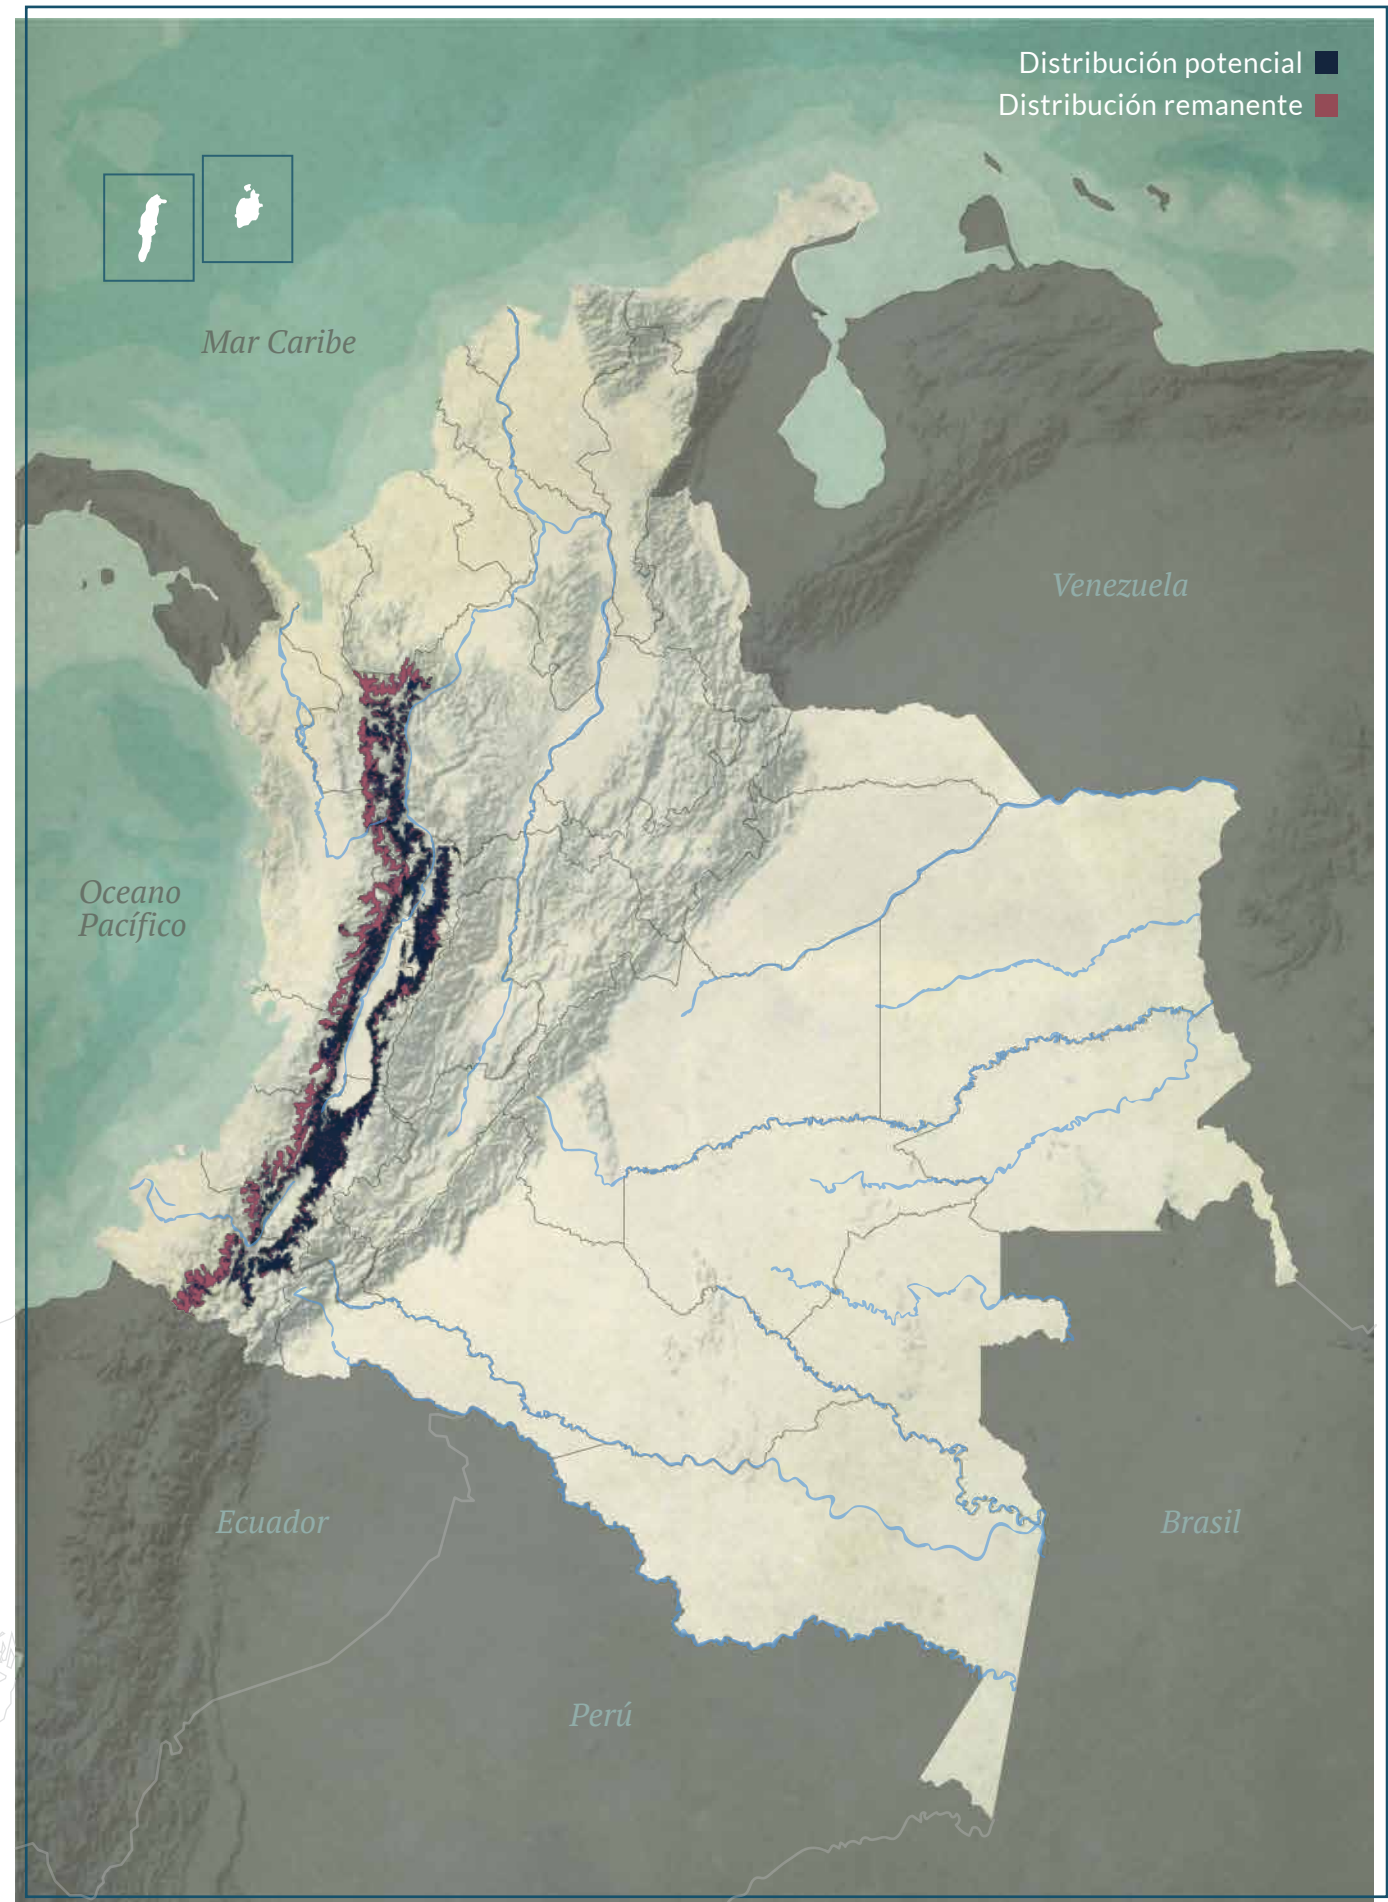 Distribución potencial
Distribución remanente
Mar Caribe
Venezuela
Oceano
Pacífico
Ecuador
Brasil
Perú